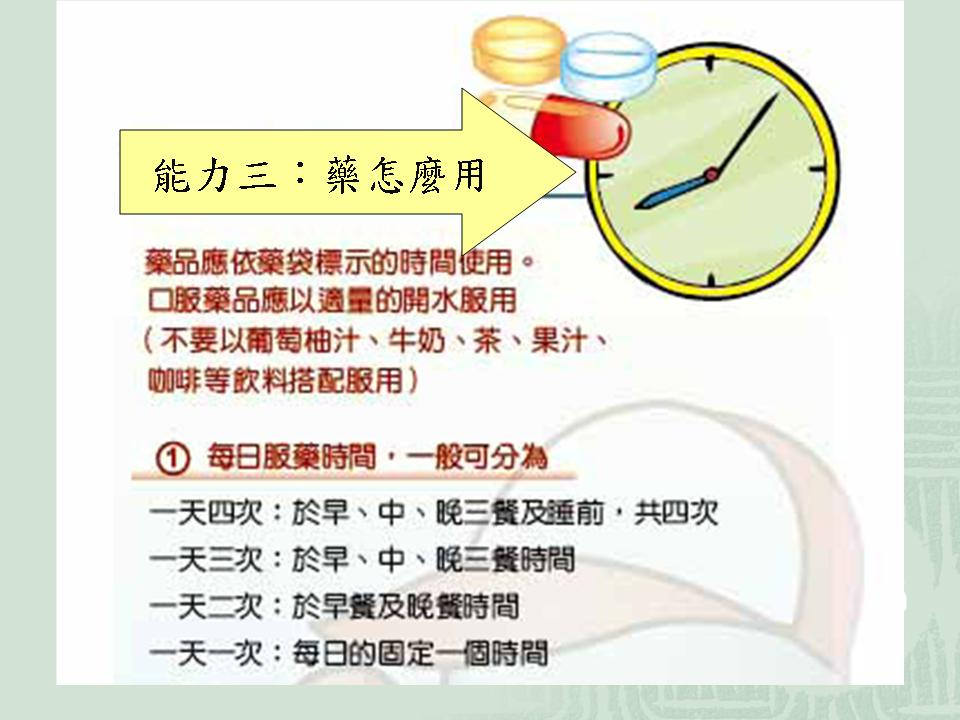 能力三：藥怎麼用
藥品應依藥袋標示的時間使用。
口服藥品應以適量的開水服用
（不要以葡萄柚汁、牛奶、茶、果汁、
咖啡等飲料搭配服用）
① 每日服藥時間，一般可分為
一天四次：於早、中、晚三餐及睡前，共四次
一天三次：於早、中、晚三餐時間
一天二次：於早餐及晚餐時間
一天一次：每日的固定一個時間